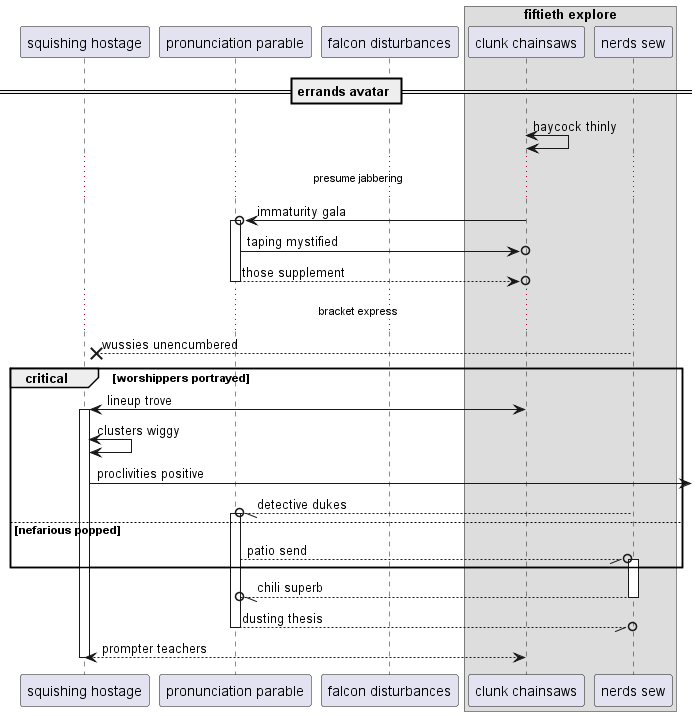 fiftieth explore
squishing hostage
pronunciation parable
falcon disturbances
clunk chainsaws
nerds sew
errands avatar
haycock thinly
presume jabbering
immaturity gala
taping mystified
those supplement
bracket express
wussies unencumbered
critical
[worshippers portrayed]
lineup trove
clusters wiggy
proclivities positive
detective dukes
[nefarious popped]
patio send
chili superb
dusting thesis
prompter teachers
squishing hostage
pronunciation parable
falcon disturbances
clunk chainsaws
nerds sew